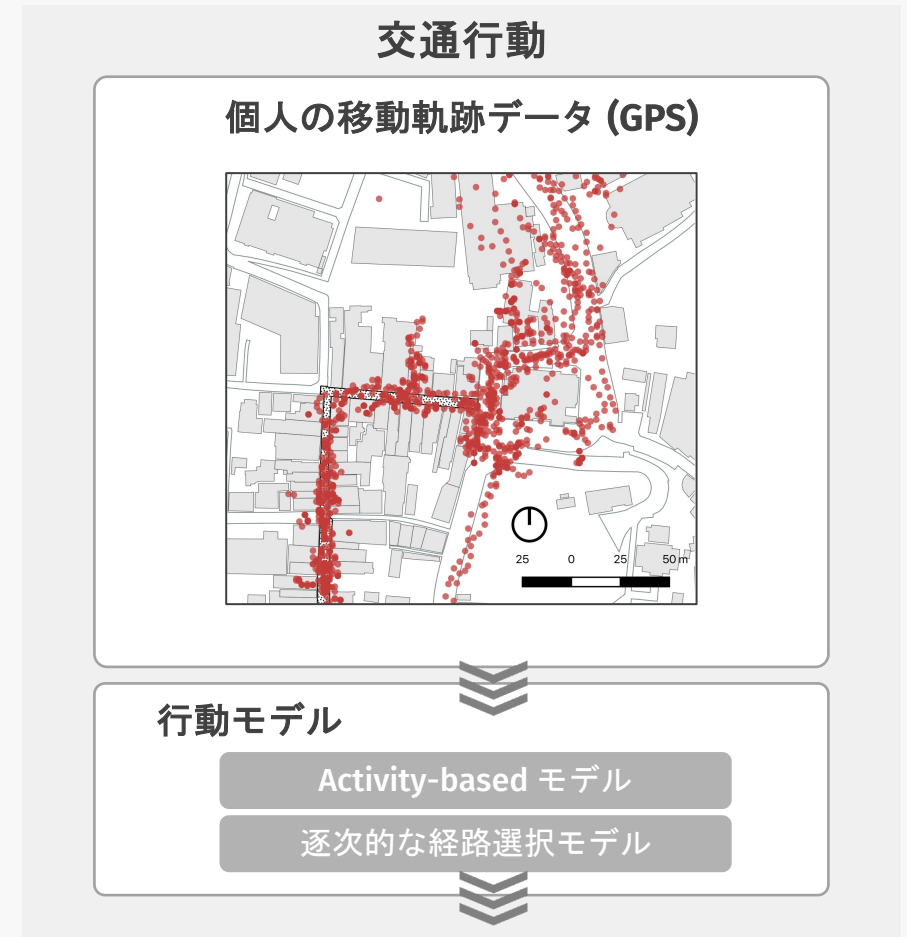 交通行動
個人の移動軌跡データ (GPS)
25 0 25 50 m
行動モデル
Activity-based モデル
逐次的な経路選択モデル